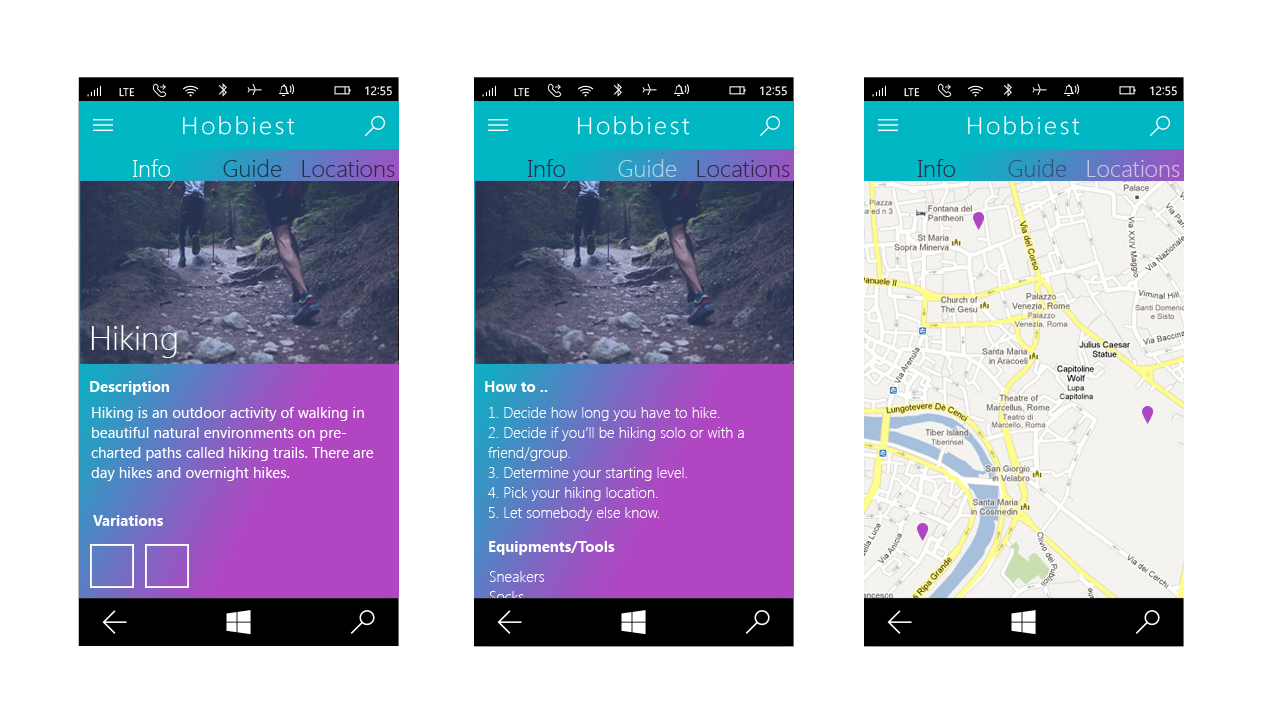 LTE 12:55
Hobbiest
Info Guide Locations
Hiking
Description
Hiking is an outdoor activity of walking in
beautiful natural environments on pre-
charted paths called hiking trails. There are
day hikes and overnight hikes.
Variations
LTE 12:55
Hobbiest
Info Guide Locations
How to ..
1. Decide how long you have to hike.
2. Decide if you'll be hiking solo or with a
friend/group.
3. Determine your starting level.
4. Pick your hiking location.
5. Let somebody else know.
Equipments/Tools
Sneakers
Socks
LTE 12:55
Hobbiest
Info Guide Locations
Palace
Piazza
ed n 3
Fontana del
Pantheon
St Maria
Sopra Minerva
Via del Corso
Via XXIV Maggio
Via Nazionale
anuele II
Church of
The Gesu
Palazzo
Venezia, Rome
Palazzo
Venezia, Roma
Viminal Hill
Santi Domenico
e Sisto
Via Baccina
Julius Caesar
Statue
Santa Maria
in Aracoeli
Via Arenula
Capitoline
Wolf
Lupa
Capitolina
Theatre of
Marcellus, Rome
Teatro di
Marcello, Roma
Lungotevere Dè Cenci
Tiber Island
Tiberinsel
San Giorgio
in Velabro
Santa Maria
in Cosmedin
ela Luce
Via Anicia
Clivo dei Publicii
Via dei Cerchi
di Ripa Grande
ancesco